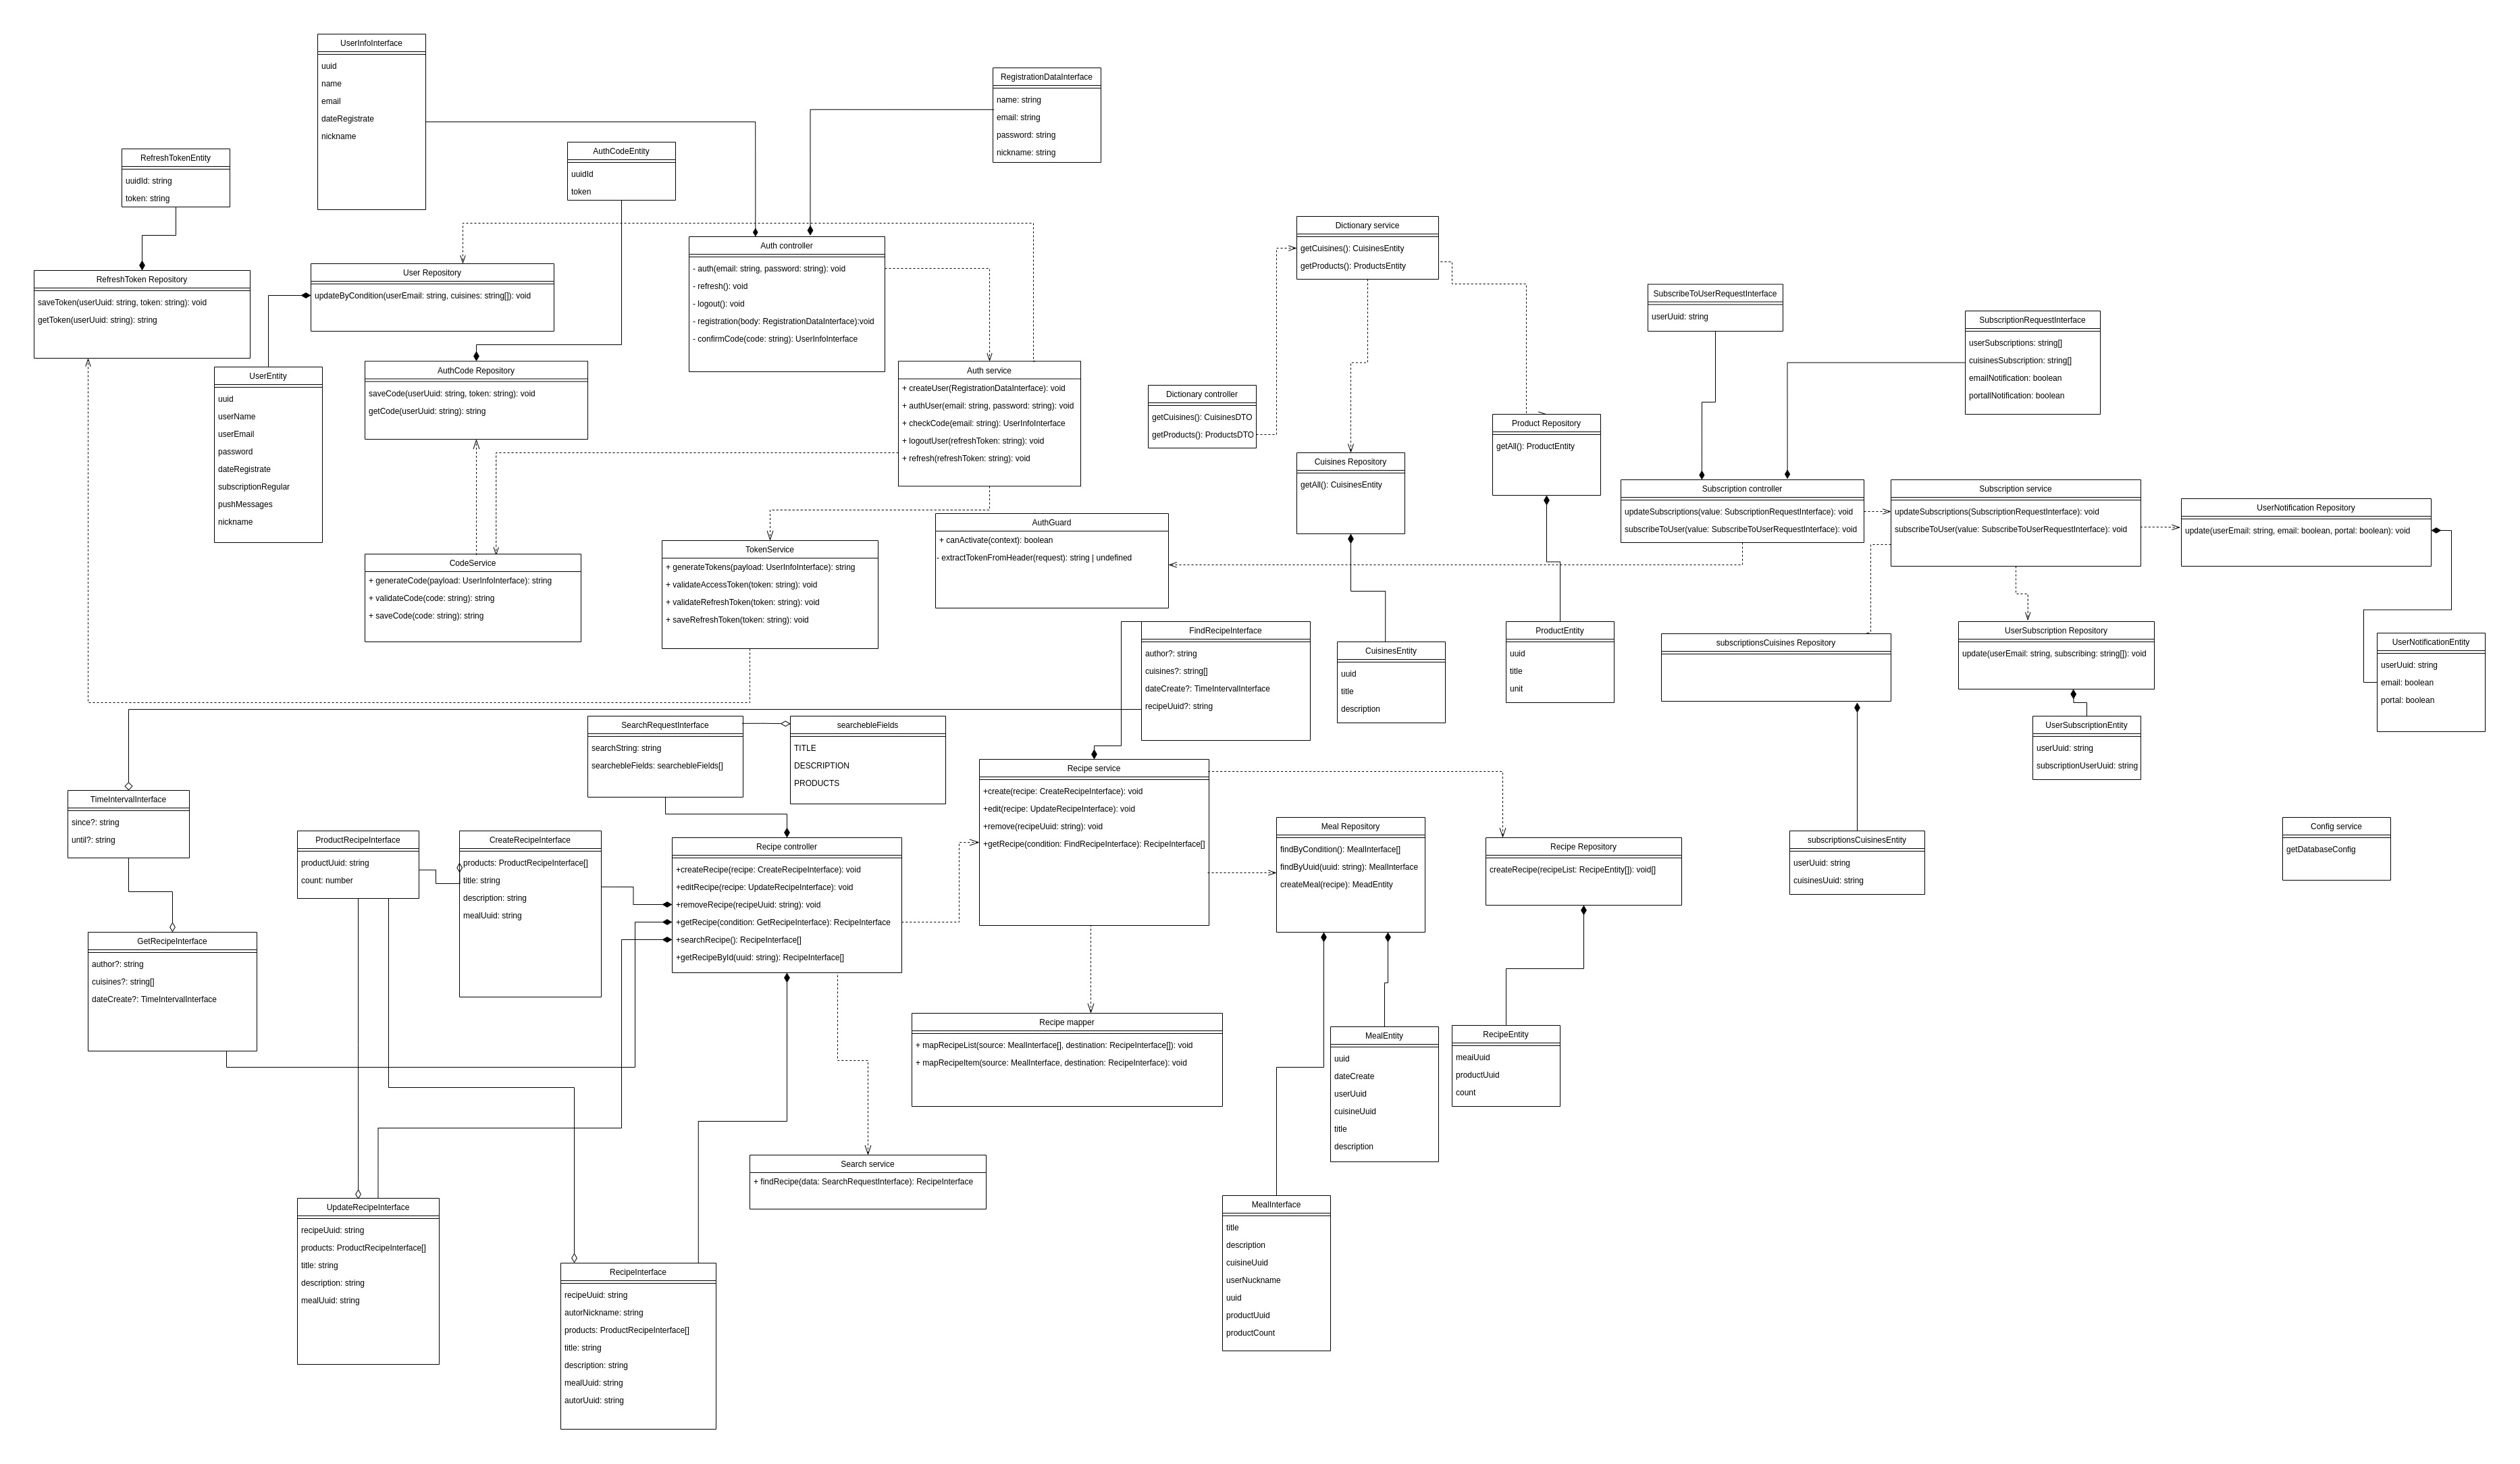 UserInfoInterface
uuid
name
email
dateRegistrate
nickname
RegistrationDataInterface
name: string
email: string
password: string
nickname: string
RefreshTokenEntity
uuidId: string
token: string
AuthCodeEntity
uuidId
token
RefreshToken Repository
saveToken(userUuid: string, token: string): void
getToken(userUuid: string): string
User Repository
updateByCondition(userEmail: string, cuisines: string[]): void
Auth controller
- auth(email: string, password: string): void
- refresh(): void
- logout(): void
- registration(body: RegistrationDataInterface):void
- confirmCode(code: string): UserInfoInterface
Dictionary service
getCuisines(): CuisinesEntity
getProducts(): ProductsEntity
SubscribeToUserRequestInterface
userUuid: string
SubscriptionRequestInterface
userSubscriptions: string[]
cuisinesSubscription: string[]
emailNotification: boolean
portallNotification: boolean
UserEntity
uuid
userName
userEmail
password
dateRegistrate
subscriptionRegular
pushMessages
nickname
AuthCode Repository
saveCode(userUuid: string, token: string): void
getCode(userUuid: string): string
Auth service
+ createUser(RegistrationDataInterface): void
+ authUser(email: string, password: string): void
+ checkCode(email: string): UserInfoInterface
+ logoutUser(refreshToken: string): void
+ refresh(refreshToken: string): void
Dictionary controller
getCuisines(): CuisinesDTO
getProducts(): ProductsDTO
Product Repository
getAll(): ProductEntity
Cuisines Repository
getAll(): CuisinesEntity
Subscription controller
updateSubscriptions(value: SubscriptionRequestInterface): void
subscribeToUser(value: SubscribeToUserRequestInterface): void
Subscription service
updateSubscriptions(SubscriptionRequestInterface): void
subscribeToUser(value: SubscribeToUserRequestInterface): void
UserNotification Repository
update(userEmail: string, email: boolean, portal: boolean): void
AuthGuard
+ canActivate(context): boolean
- extractTokenFromHeader(request): string | undefined
CodeService
+ generateCode(payload: UserInfoInterface): string
+ validateCode(code: string): string
+ saveCode(code: string): string
TokenService
+ generateTokens(payload: UserInfoInterface): string
+ validateAccessToken(token: string): void
+ validateRefreshToken(token: string): void
+ saveRefreshToken(token: string): void
FindRecipeInterface
author?: string
cuisines?: string[]
dateCreate?: TimeIntervalInterface
recipeUuid?: string
CuisinesEntity
uuid
title
description
ProductEntity
uuid
title
unit
subscriptionsCuisines Repository
UserSubscription Repository
update(userEmail: string, subscribing: string[]): void
UserNotificationEntity
userUuid: string
email: boolean
portal: boolean
UserSubscriptionEntity
userUuid: string
subscriptionUserUuid: string
SearchRequestInterface
searchString: string
searchebleFields: searchebleFields[]
searchebleFields
TITLE
DESCRIPTION
PRODUCTS
Recipe service
+create(recipe: CreateRecipeInterface): void
+edit(recipe: UpdateRecipeInterface): void
+remove(recipeUuid: string): void
+getRecipe(condition: FindRecipeInterface): RecipeInterface[]
TimeIntervalInterface
since?: string
until?: string
ProductRecipeInterface
productUuid: string
count: number
CreateRecipeInterface
products: ProductRecipeInterface[]
title: string
description: string
mealUuid: string
Recipe controller
+createRecipe(recipe: CreateRecipeInterface): void
+editRecipe(recipe: UpdateRecipeInterface): void
+removeRecipe(recipeUuid: string): void
+getRecipe(condition: GetRecipeInterface): RecipeInterface
+searchRecipe(): RecipeInterface[]
+getRecipeById(uuid: string): RecipeInterface[]
Meal Repository
findByCondition(): MealInterface[]
findByUuid(uuid: string): MealInterface
createMeal(recipe): MeadEntity
Recipe Repository
createRecipe(recipeList: RecipeEntity[]): void[]
subscriptionsCuisinesEntity
userUuid: string
cuisinesUuid: string
Config service
getDatabaseConfig
GetRecipeInterface
author?: string
cuisines?: string[]
dateCreate?: TimeIntervalInterface
Recipe mapper
+ mapRecipeList(source: MealInterface[], destination: RecipeInterface[]): void
+ mapRecipeItem(source: MealInterface, destination: RecipeInterface): void
MealEntity
uuid
dateCreate
userUuid
cuisineUuid
title
description
RecipeEntity
meaiUuid
productUuid
count
Search service
+ findRecipe(data: SearchRequestInterface): RecipeInterface
UpdateRecipeInterface
recipeUuid: string
products: ProductRecipeInterface[]
title: string
description: string
mealUuid: string
MealInterface
title
description
cuisineUuid
userNuckname
uuid
productUuid
productCount
RecipeInterface
recipeUuid: string
autorNickname: string
products: ProductRecipeInterface[]
title: string
description: string
mealUuid: string
autorUuid: string